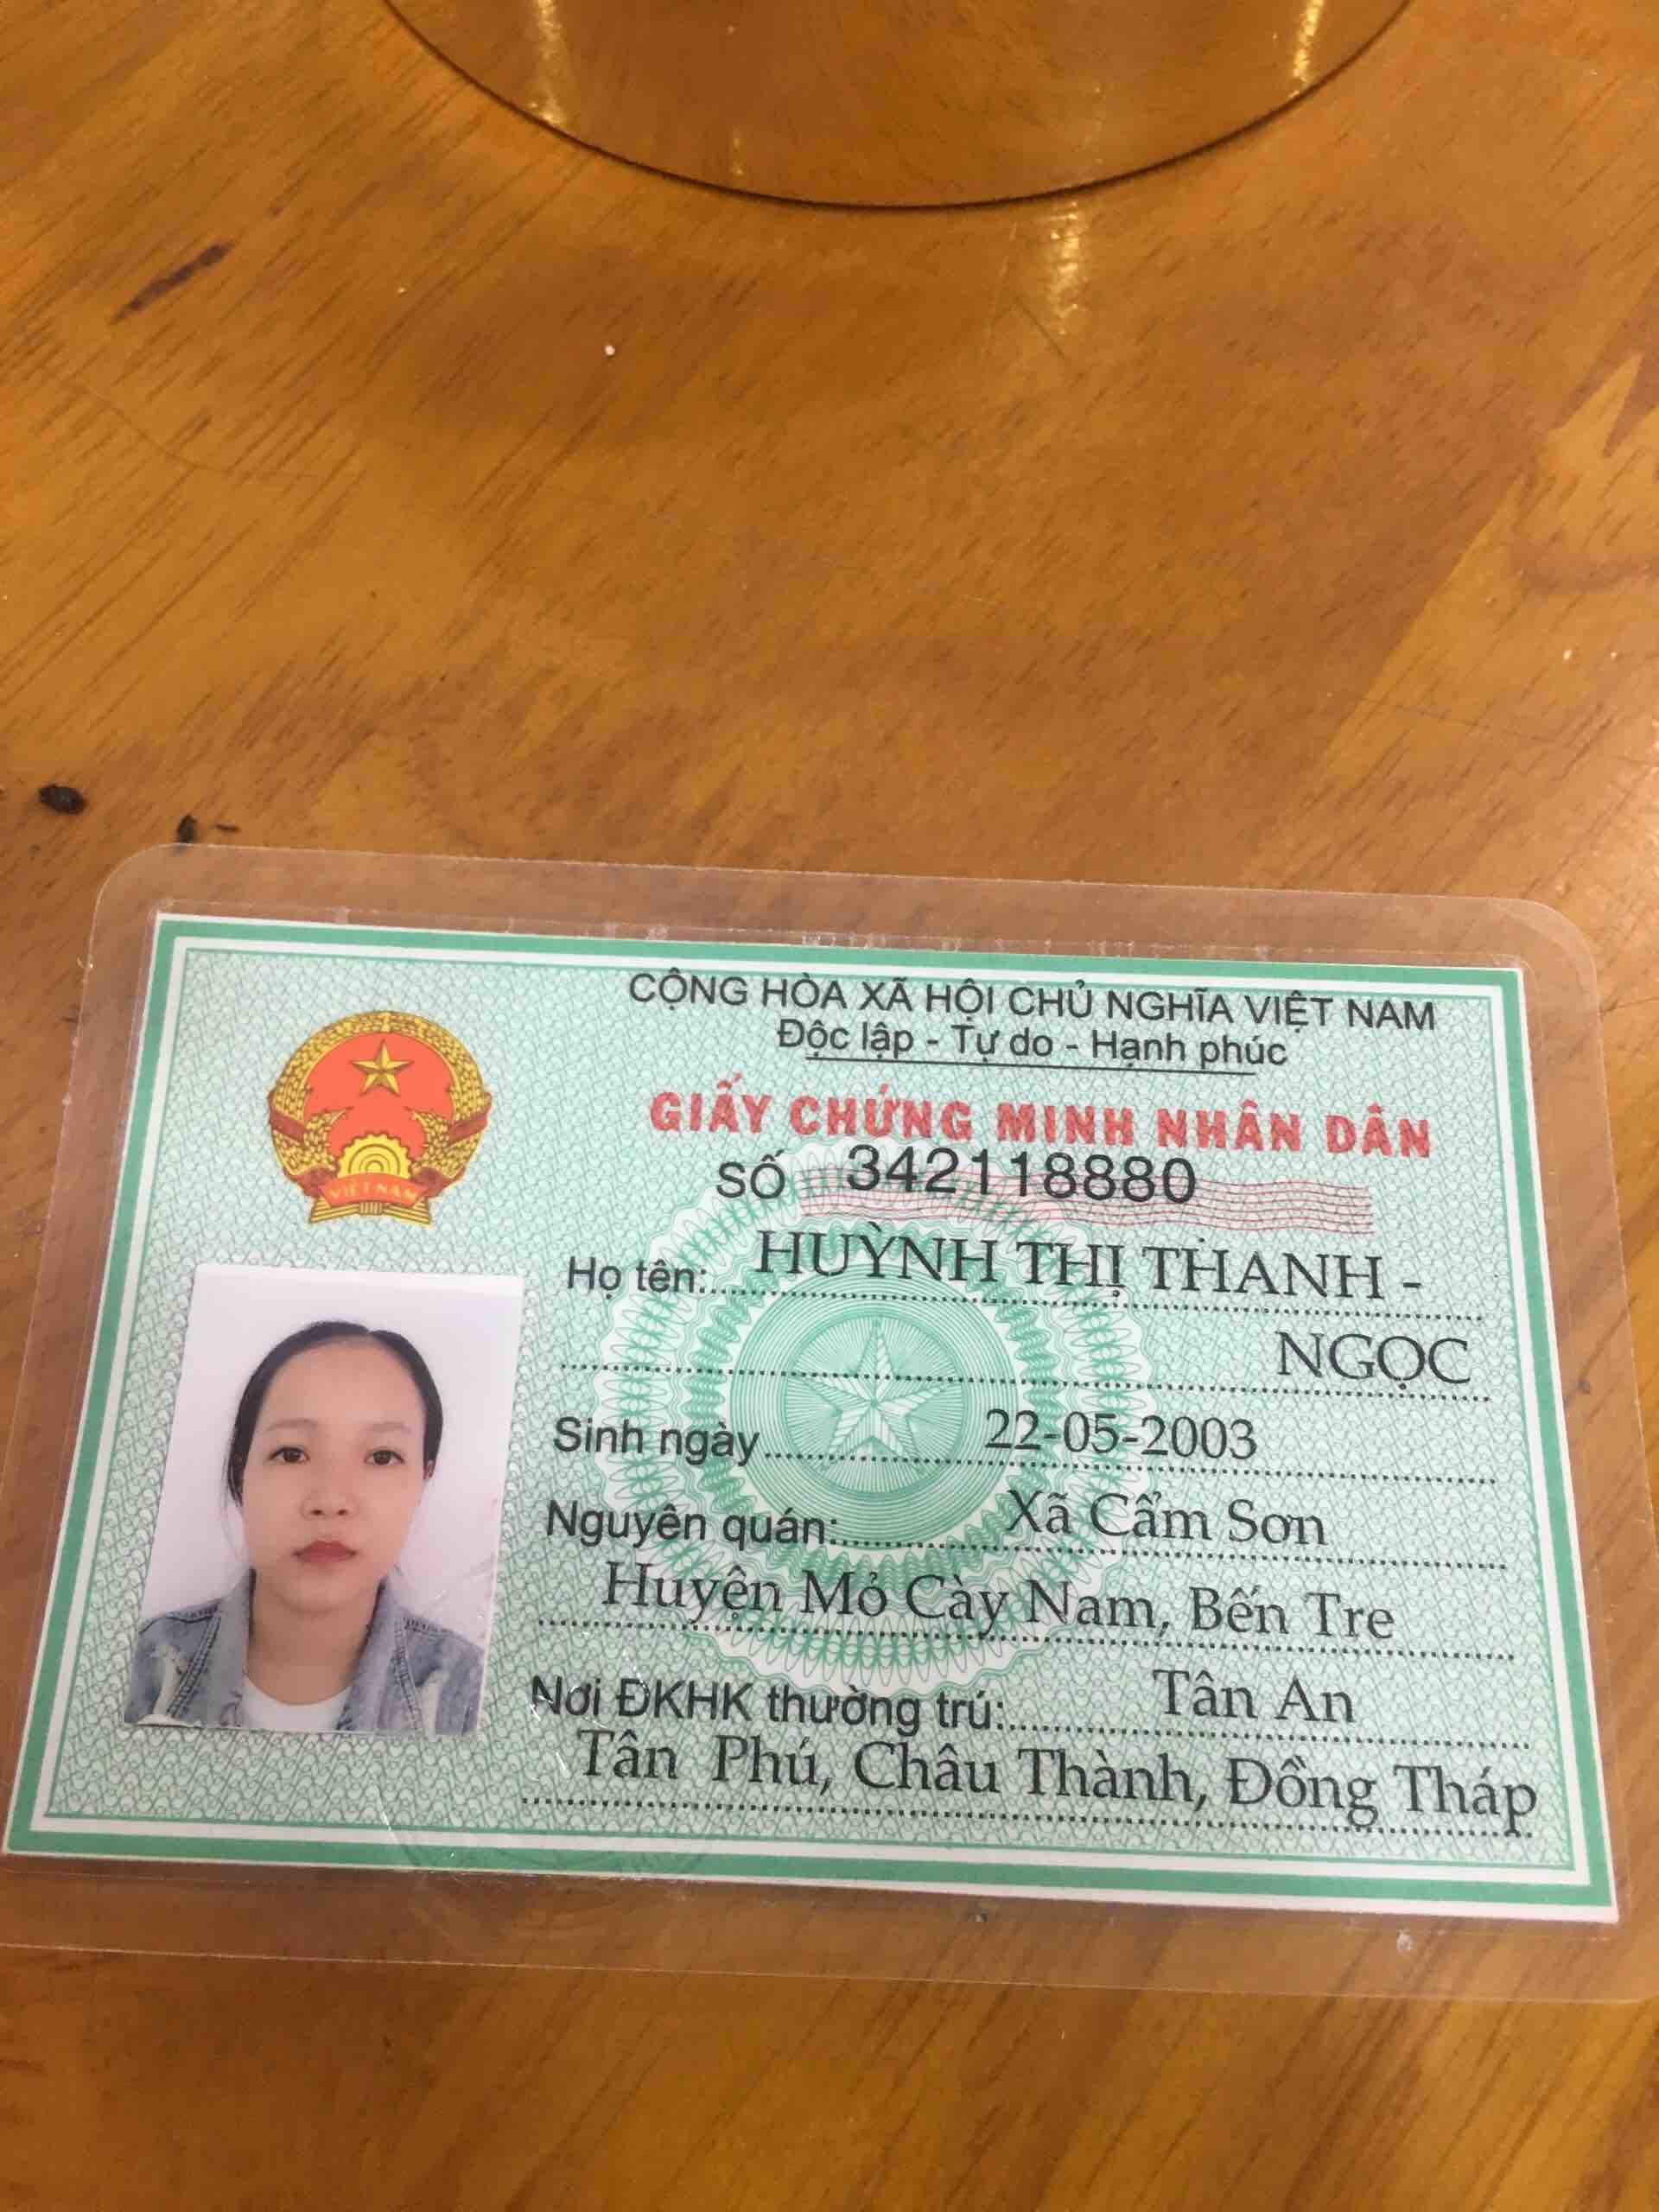 CỘNG HÒA XÃ HỘI CHỦ NGHĨA VIỆT NAM
Độc lập - Tự do - Hạnh phúc
GIẤY CHỨNG MINH NHÂN DÂN
SỐ 342118880
VIỆT NAM
Họ tên: HUỲNH THỊ THANH -
NGỌC
Sinh ngày 22-05-2003
Nguyên quán: Xã Cẩm Sơn
Huyện Mỏ Cày Nam, Bến Tre
Nơi ĐKHK thường trú: Tân An
Tân Phú, Châu Thành, Đồng Tháp